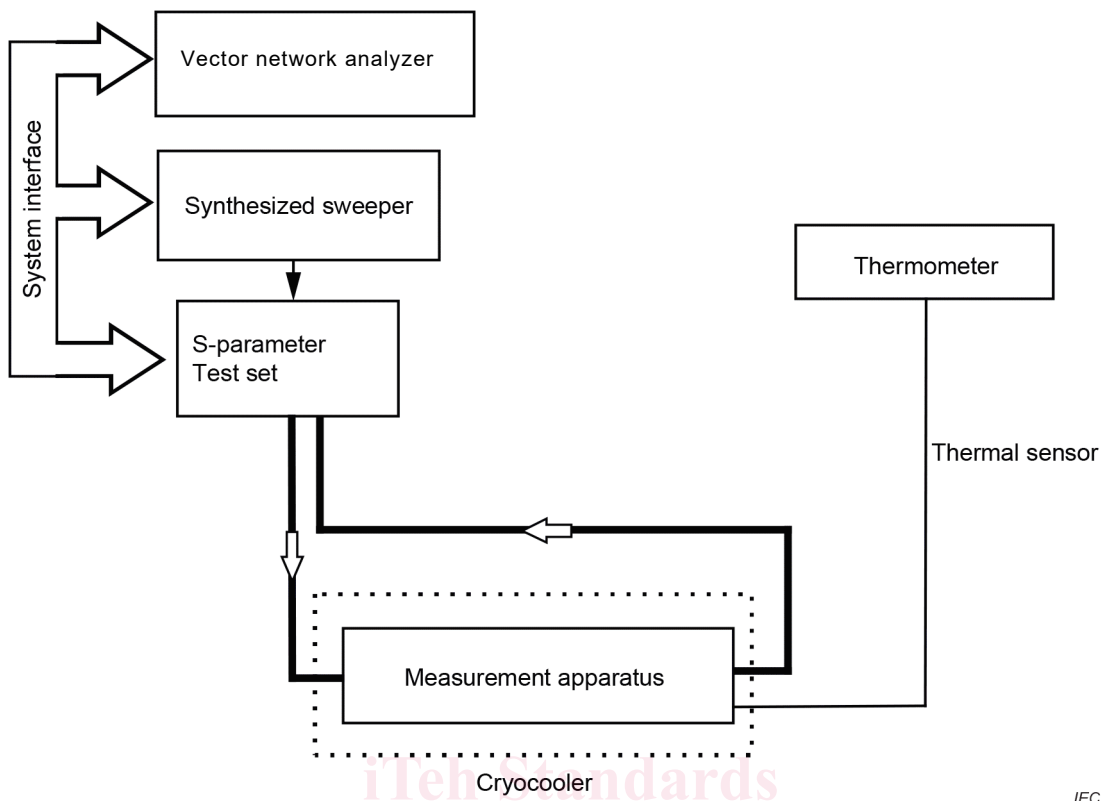 Vector network analyzer
System interface
Synthesized sweeper
Thermometer
S-parameter
Test set
Thermal sensor
Measurement apparatus
iTeh Standards
Cryocooler
IEC